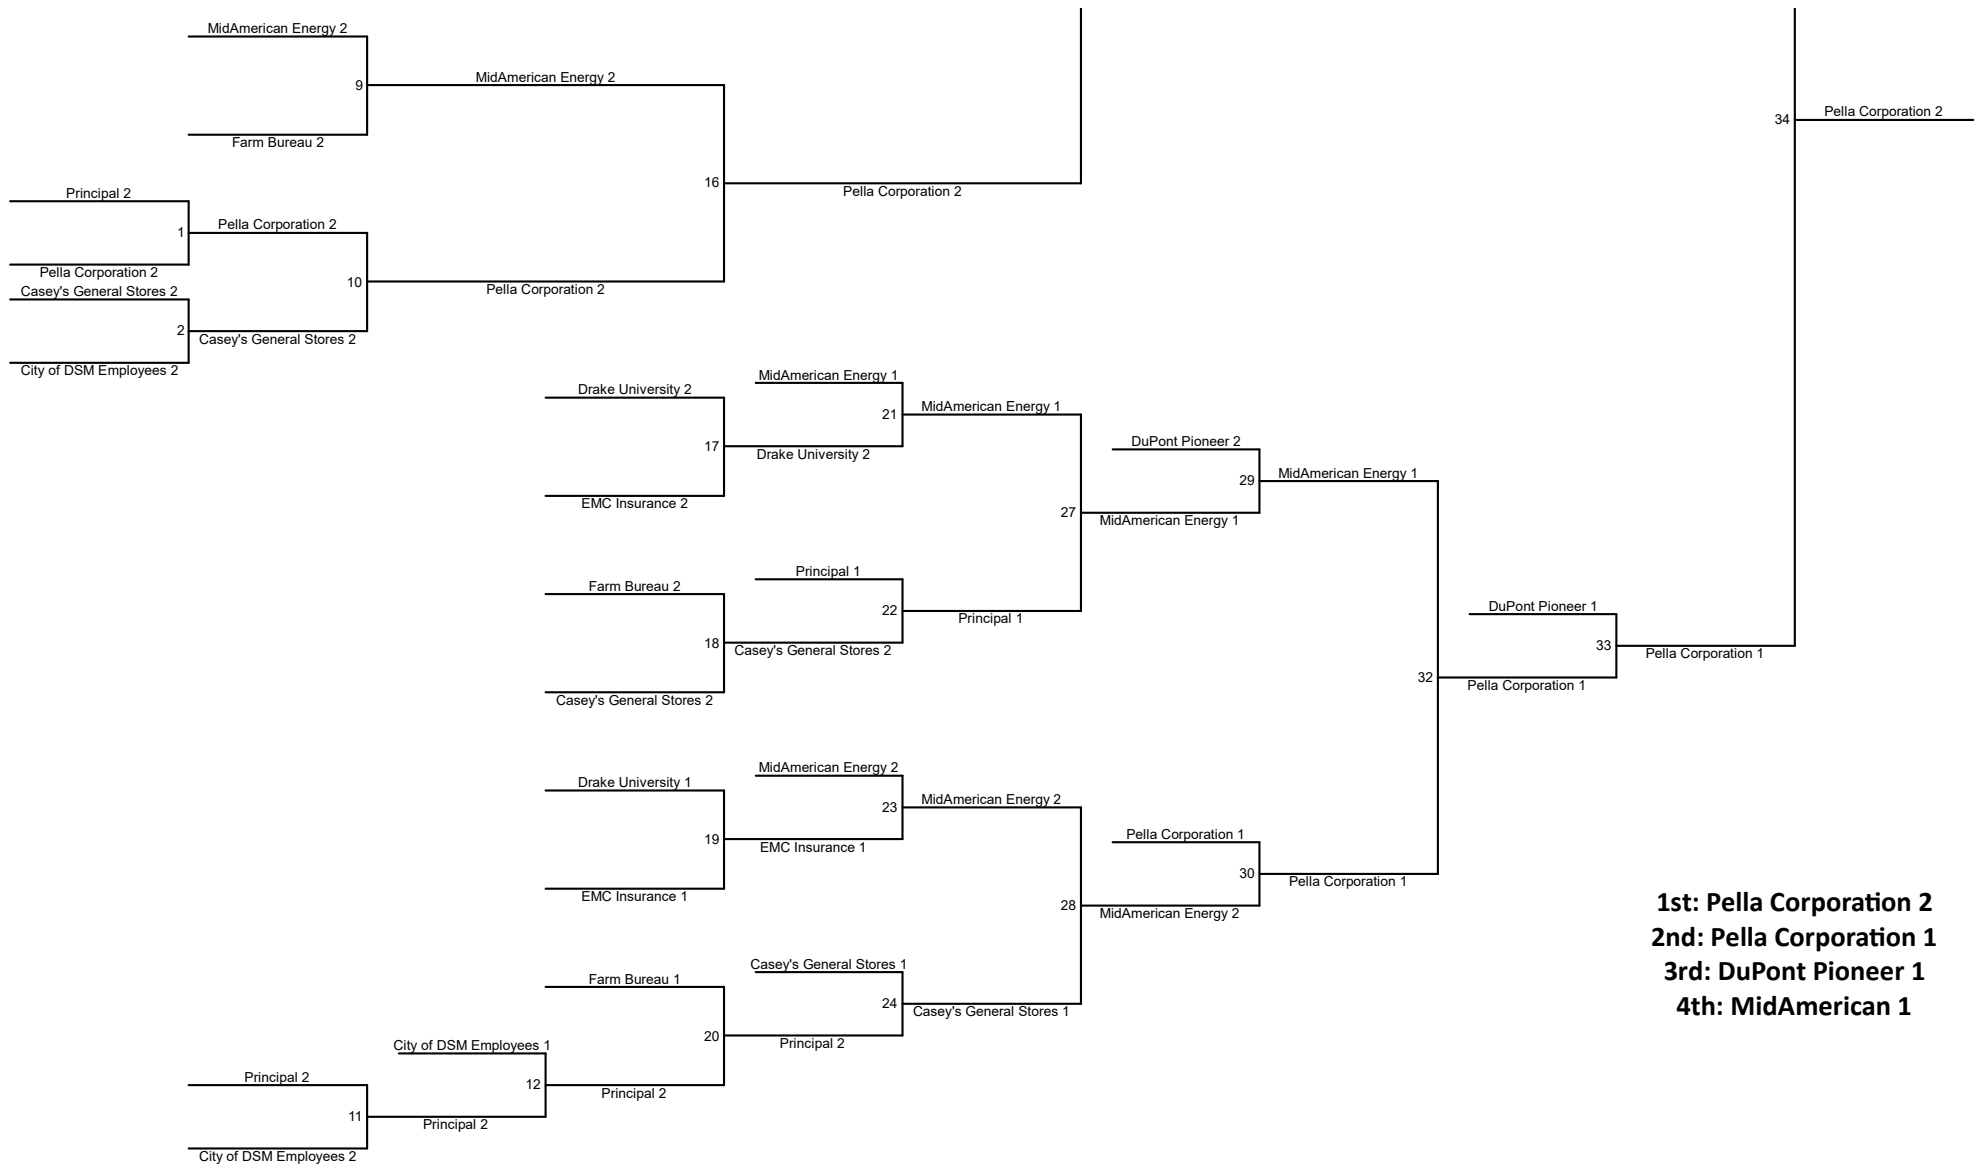 MidAmerican Energy 2
9
MidAmerican Energy 2
Farm Bureau 2
34
Pella Corporation 2
16
Pella Corporation 2
Principal 2
1
Pella Corporation 2
Pella Corporation 2
10
Pella Corporation 2
Casey's General Stores 2
2
Casey's General Stores 2
City of DSM Employees 2
Drake University 2
17
EMC Insurance 2
MidAmerican Energy 1
21
Drake University 2
MidAmerican Energy 1
27
Farm Bureau 2
18
Casey's General Stores 2
Principal 1
22
Casey's General Stores 2
Principal 1
DuPont Pioneer 2
29
MidAmerican Energy 1
MidAmerican Energy 1
32
DuPont Pioneer 1
33
Pella Corporation 1
Pella Corporation 1
Drake University 1
19
EMC Insurance 1
MidAmerican Energy 2
23
EMC Insurance 1
MidAmerican Energy 2
28
Pella Corporation 1
30
MidAmerican Energy 2
Pella Corporation 1
Farm Bureau 1
20
Principal 2
Casey's General Stores 1
24
Principal 2
Casey's General Stores 1
City of DSM Employees 1
12
Principal 2
Principal 2
11
City of DSM Employees 2
1st: Pella Corporation 2
2nd: Pella Corporation 1
3rd: DuPont Pioneer 1
4th: MidAmerican 1